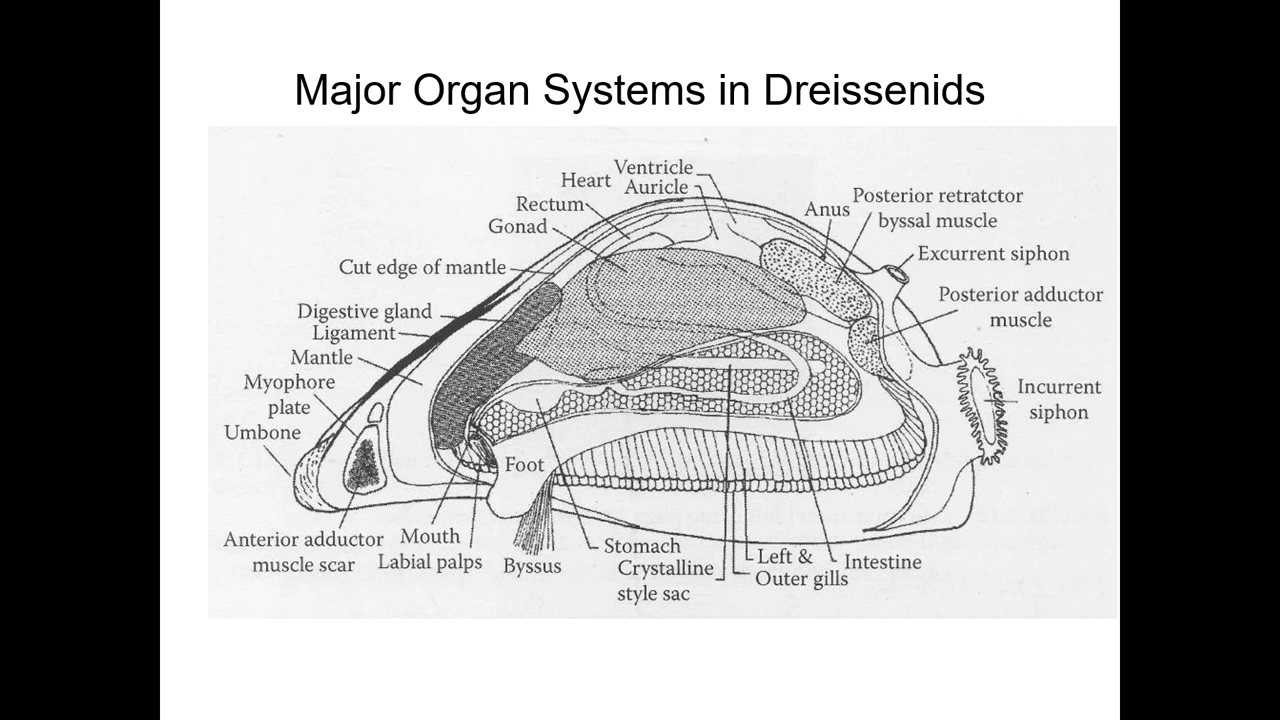 Major Organ Systems in Dreissenids
Ventricle
Heart Auricle
Rectum
Gonad
Anus
Posterior retratctor
byssal muscle
Excurrent siphon
Cut edge of mantle
Posterior adductor
muscle
Digestive gland
Ligament
Mantle
Myophore
plate
Umbone
Incurrent
siphon
Foot
Anterior adductor
muscle scar
Mouth
Labial palps
Byssus
Stomach
Crystalline
style sac
Left &
Outer gills
Intestine